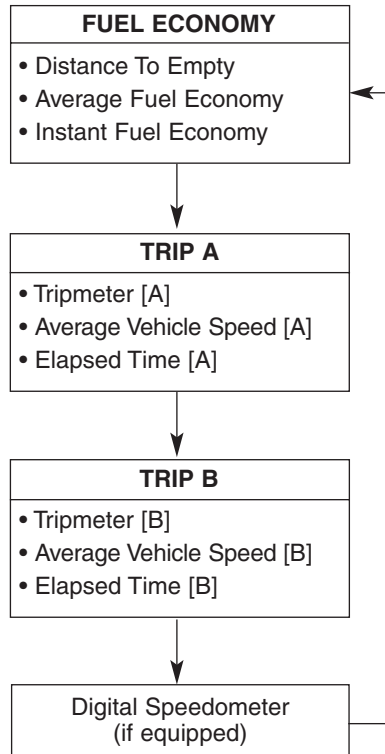 FUEL ECONOMY
• Distance To Empty
• Average Fuel Economy
• Instant Fuel Economy
TRIP A
• Tripmeter [A]
• Average Vehicle Speed [A]
• Elapsed Time [A]
TRIP B
• Tripmeter [B]
• Average Vehicle Speed [B]
• Elapsed Time [B]
Digital Speedometer
(if equipped)